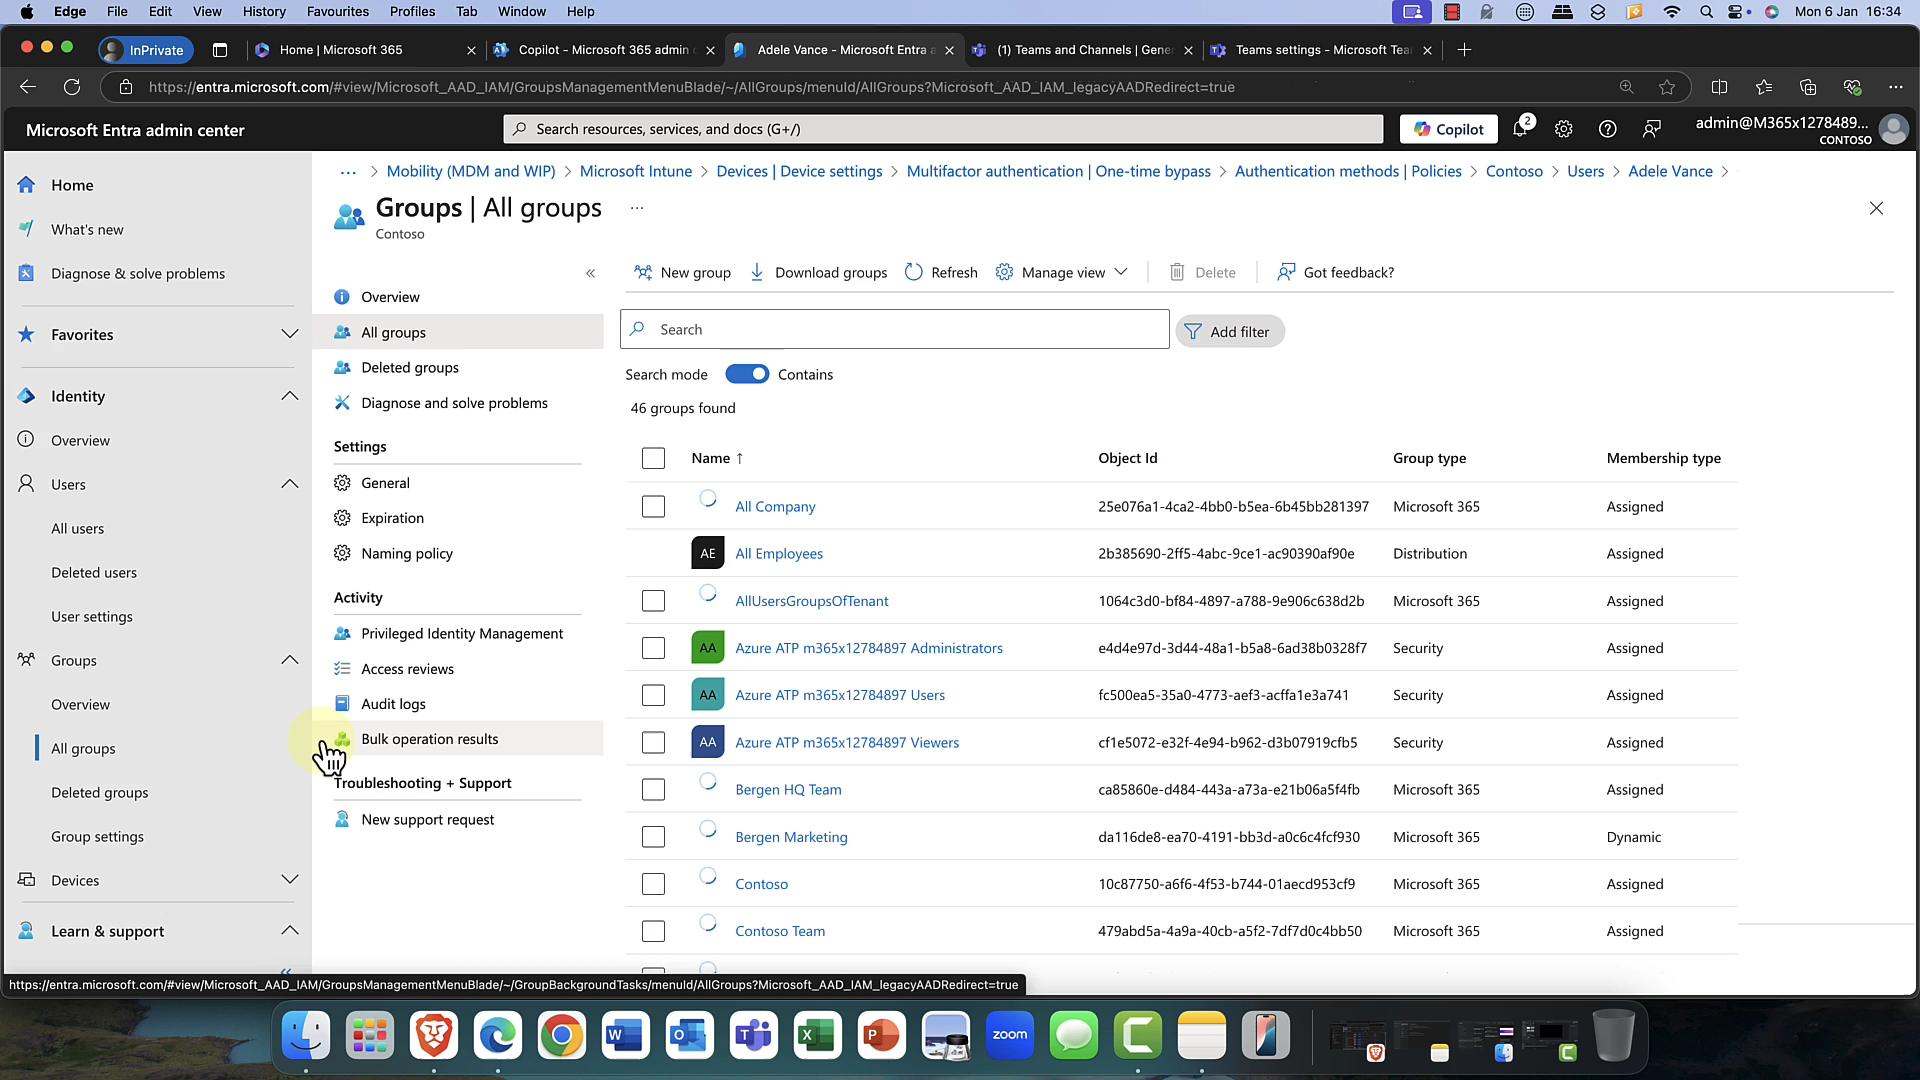 Edge File Edit View History Favourites Profiles Tab Window Help Mon 6 Jan 16:34
InPrivate Home | Microsoft 365 Copilot - Microsoft 365 admin c Adele Vance - Microsoft Entra a (1) Teams and Channels | Gene Teams settings - Microsoft Tea
https://entra.microsoft.com/#view/Microsoft_AAD_IAM/GroupsManagementMenuBlade/~/AllGroups/menuId/AllGroups?Microsoft_AAD_IAM_legacyAADRedirect=true
Microsoft Entra admin center Search resources, services, and docs (G+/) Copilot 2 admin@M365x1278489...
CONTOSO
... > Mobility (MDM and WIP) > Microsoft Intune > Devices | Device settings > Multifactor authentication | One-time bypass > Authentication methods | Policies > Contoso > Users > Adele Vance >
Groups | All groups ...
Contoso
Home
What's new
Diagnose & solve problems
Favorites
Identity
Overview
Users
All users
Deleted users
User settings
Groups
Overview
All groups
Deleted groups
Group settings
Devices
Learn & support
Overview
All groups
Deleted groups
Diagnose and solve problems
Settings
General
Expiration
Naming policy
Activity
Privileged Identity Management
Access reviews
Audit logs
Bulk operation results
Troubleshooting + Support
New support request
New group Download groups Refresh Manage view Delete Got feedback?
Search Add filter
Search mode Contains
46 groups found
Name ↑ Object Id Group type Membership type
All Company 25e076a1-4ca2-4bb0-b5ea-6b45bb281397 Microsoft 365 Assigned
AE All Employees 2b385690-2ff5-4abc-9ce1-ac90390af90e Distribution Assigned
AllUsersGroupsOfTenant 1064c3d0-bf84-4897-a788-9e906c638d2b Microsoft 365 Assigned
AA Azure ATP m365x12784897 Administrators e4d4e97d-3d44-48a1-b5a8-6ad38b0328f7 Security Assigned
AA Azure ATP m365x12784897 Users fc500ea5-35a0-4773-aef3-acffa1e3a741 Security Assigned
AA Azure ATP m365x12784897 Viewers cf1e5072-e32f-4e94-b962-d3b07919cfb5 Security Assigned
Bergen HQ Team ca85860e-d484-443a-a73a-e21b06a5f4fb Microsoft 365 Assigned
Bergen Marketing da116de8-ea70-4191-bb3d-a0c6c4fcf930 Microsoft 365 Dynamic
Contoso 10c87750-a6f6-4f53-b744-01aecd953cf9 Microsoft 365 Assigned
Contoso Team 479abd5a-4a9a-40cb-a5f2-7df7d0c4bb50 Microsoft 365 Assigned
https://entra.microsoft.com/#view/Microsoft_AAD_IAM/GroupsManagementMenuBlade/~/GroupBackgroundTasks/menuId/AllGroups?Microsoft_AAD_IAM_legacyAADRedirect=true
W O T X P zoom C